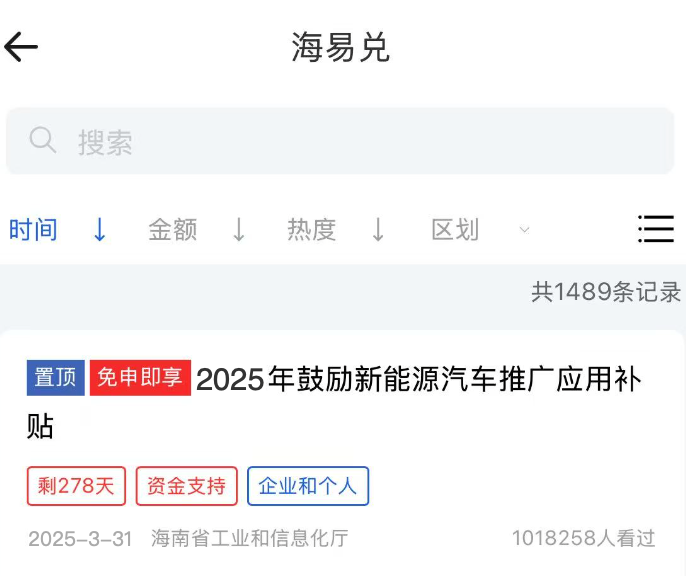 海易兑
搜索
时间 ↓ 金额 ↓ 热度 ↓ 区划
共1489条记录
置顶 免申即享 2025年鼓励新能源汽车推广应用补
贴
剩278天 资金支持 企业和个人
2025-3-31 海南省工业和信息化厅 1018258人看过